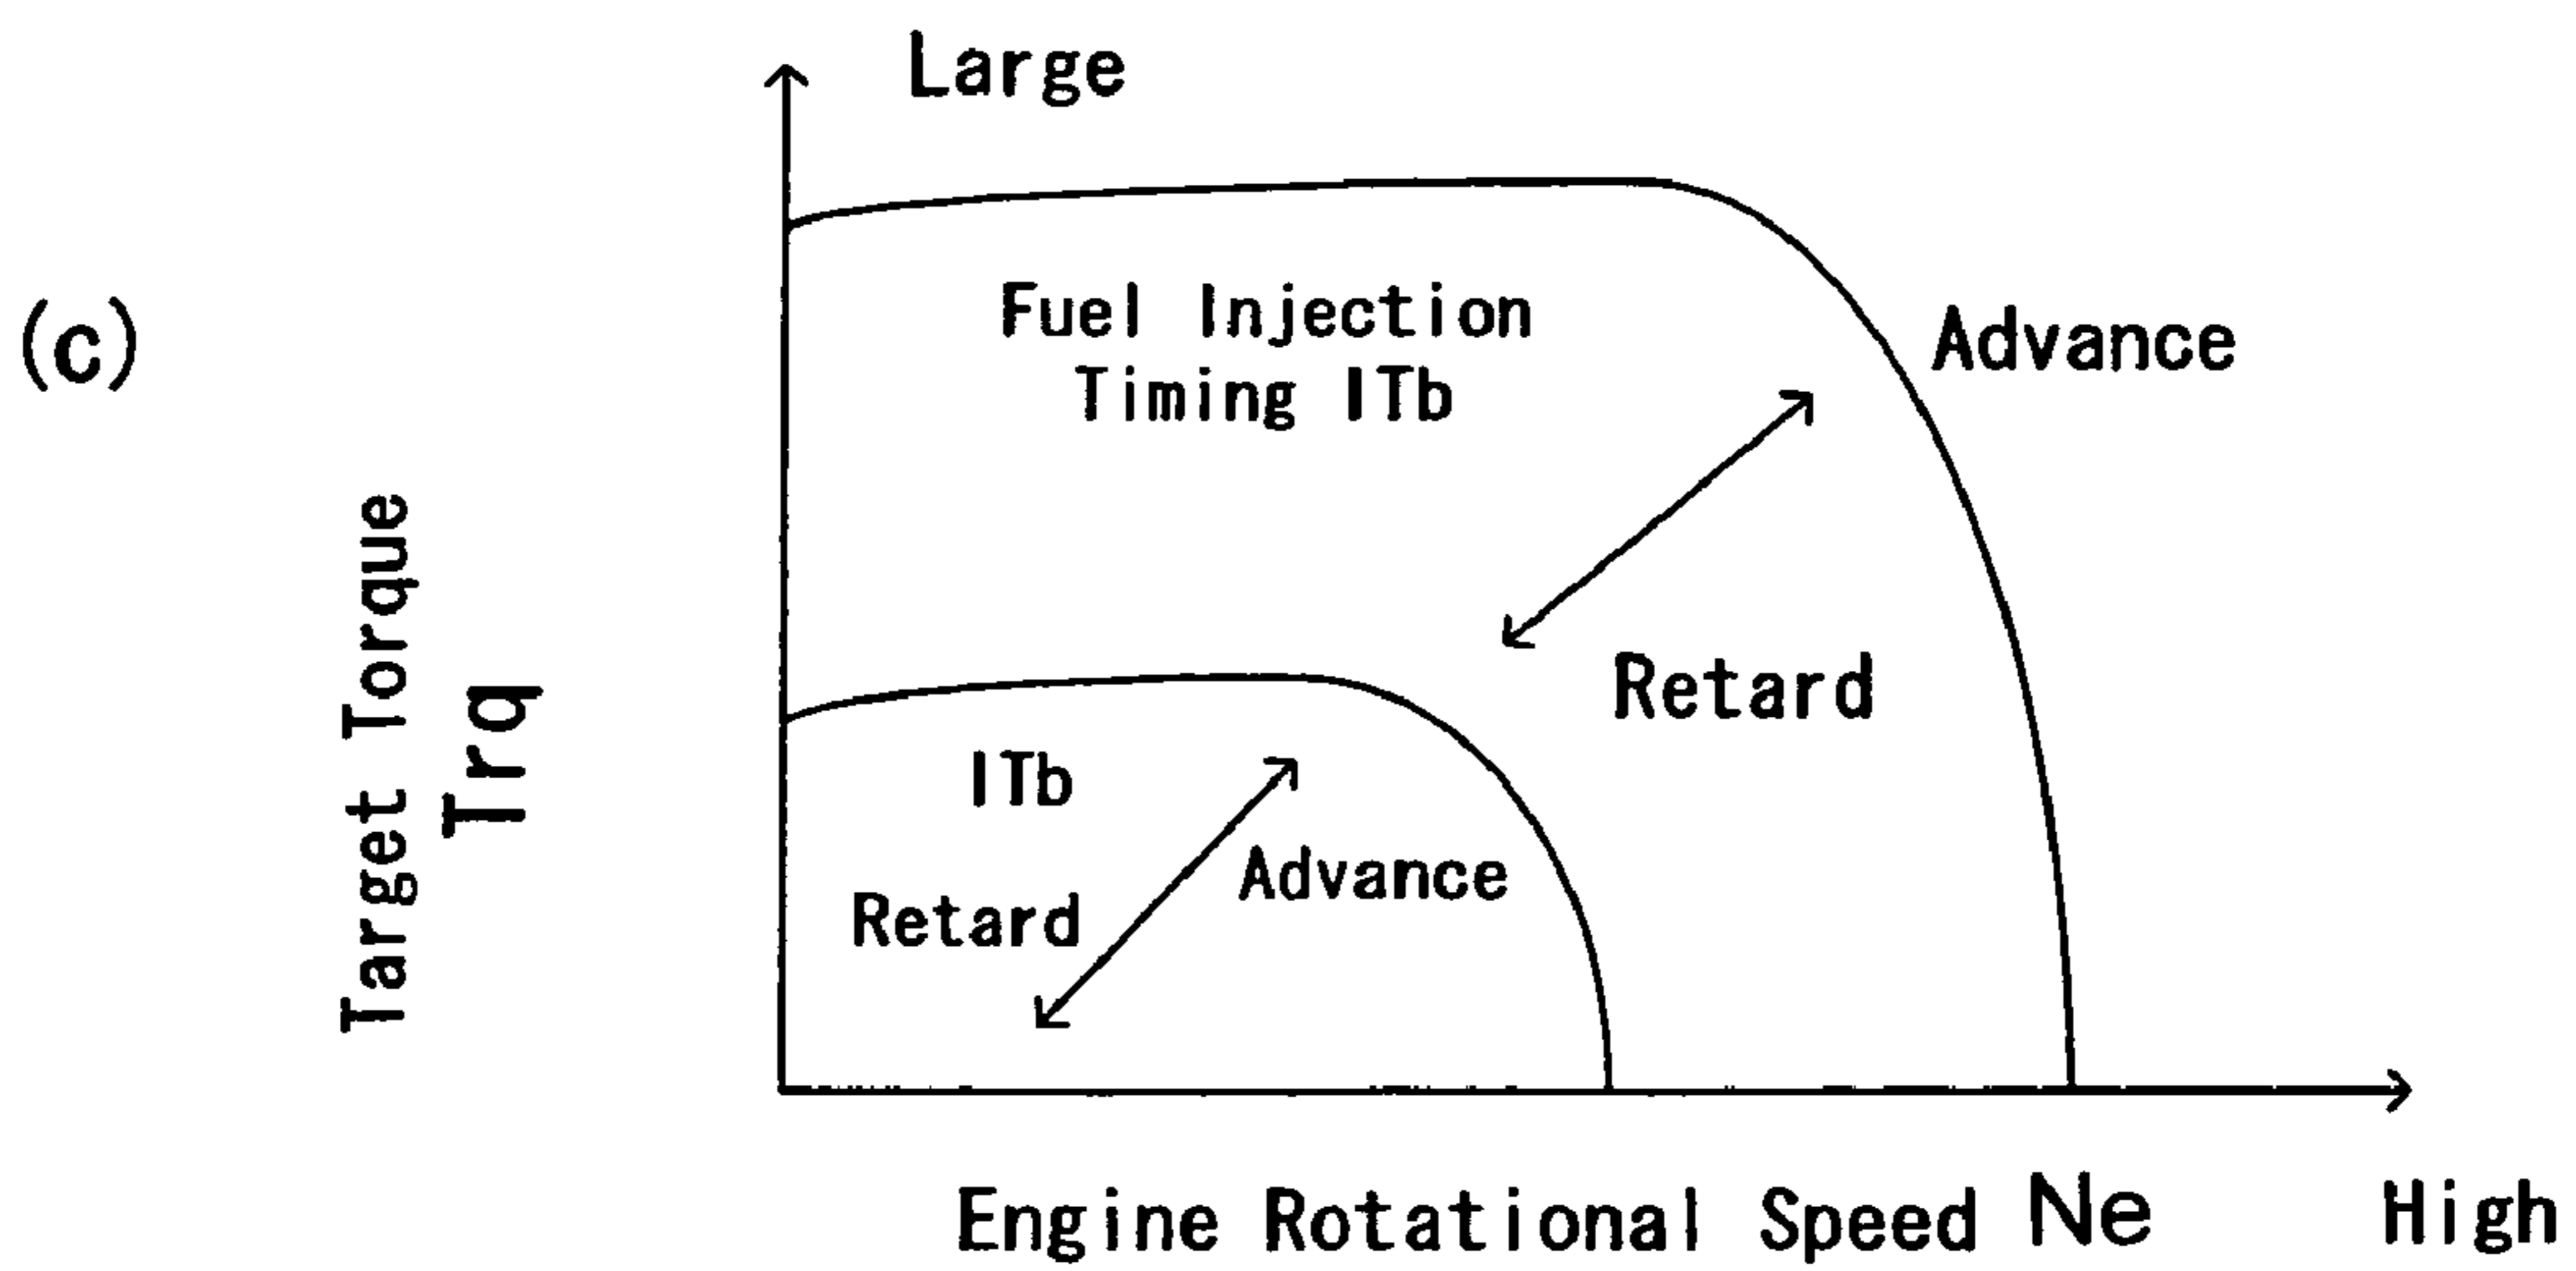 Large
(c)
Fuel Injection
Timing ITb
Advance
Retard
Target Torque
Trq
ITb
Advance
Retard
Engine Rotational Speed Ne
High